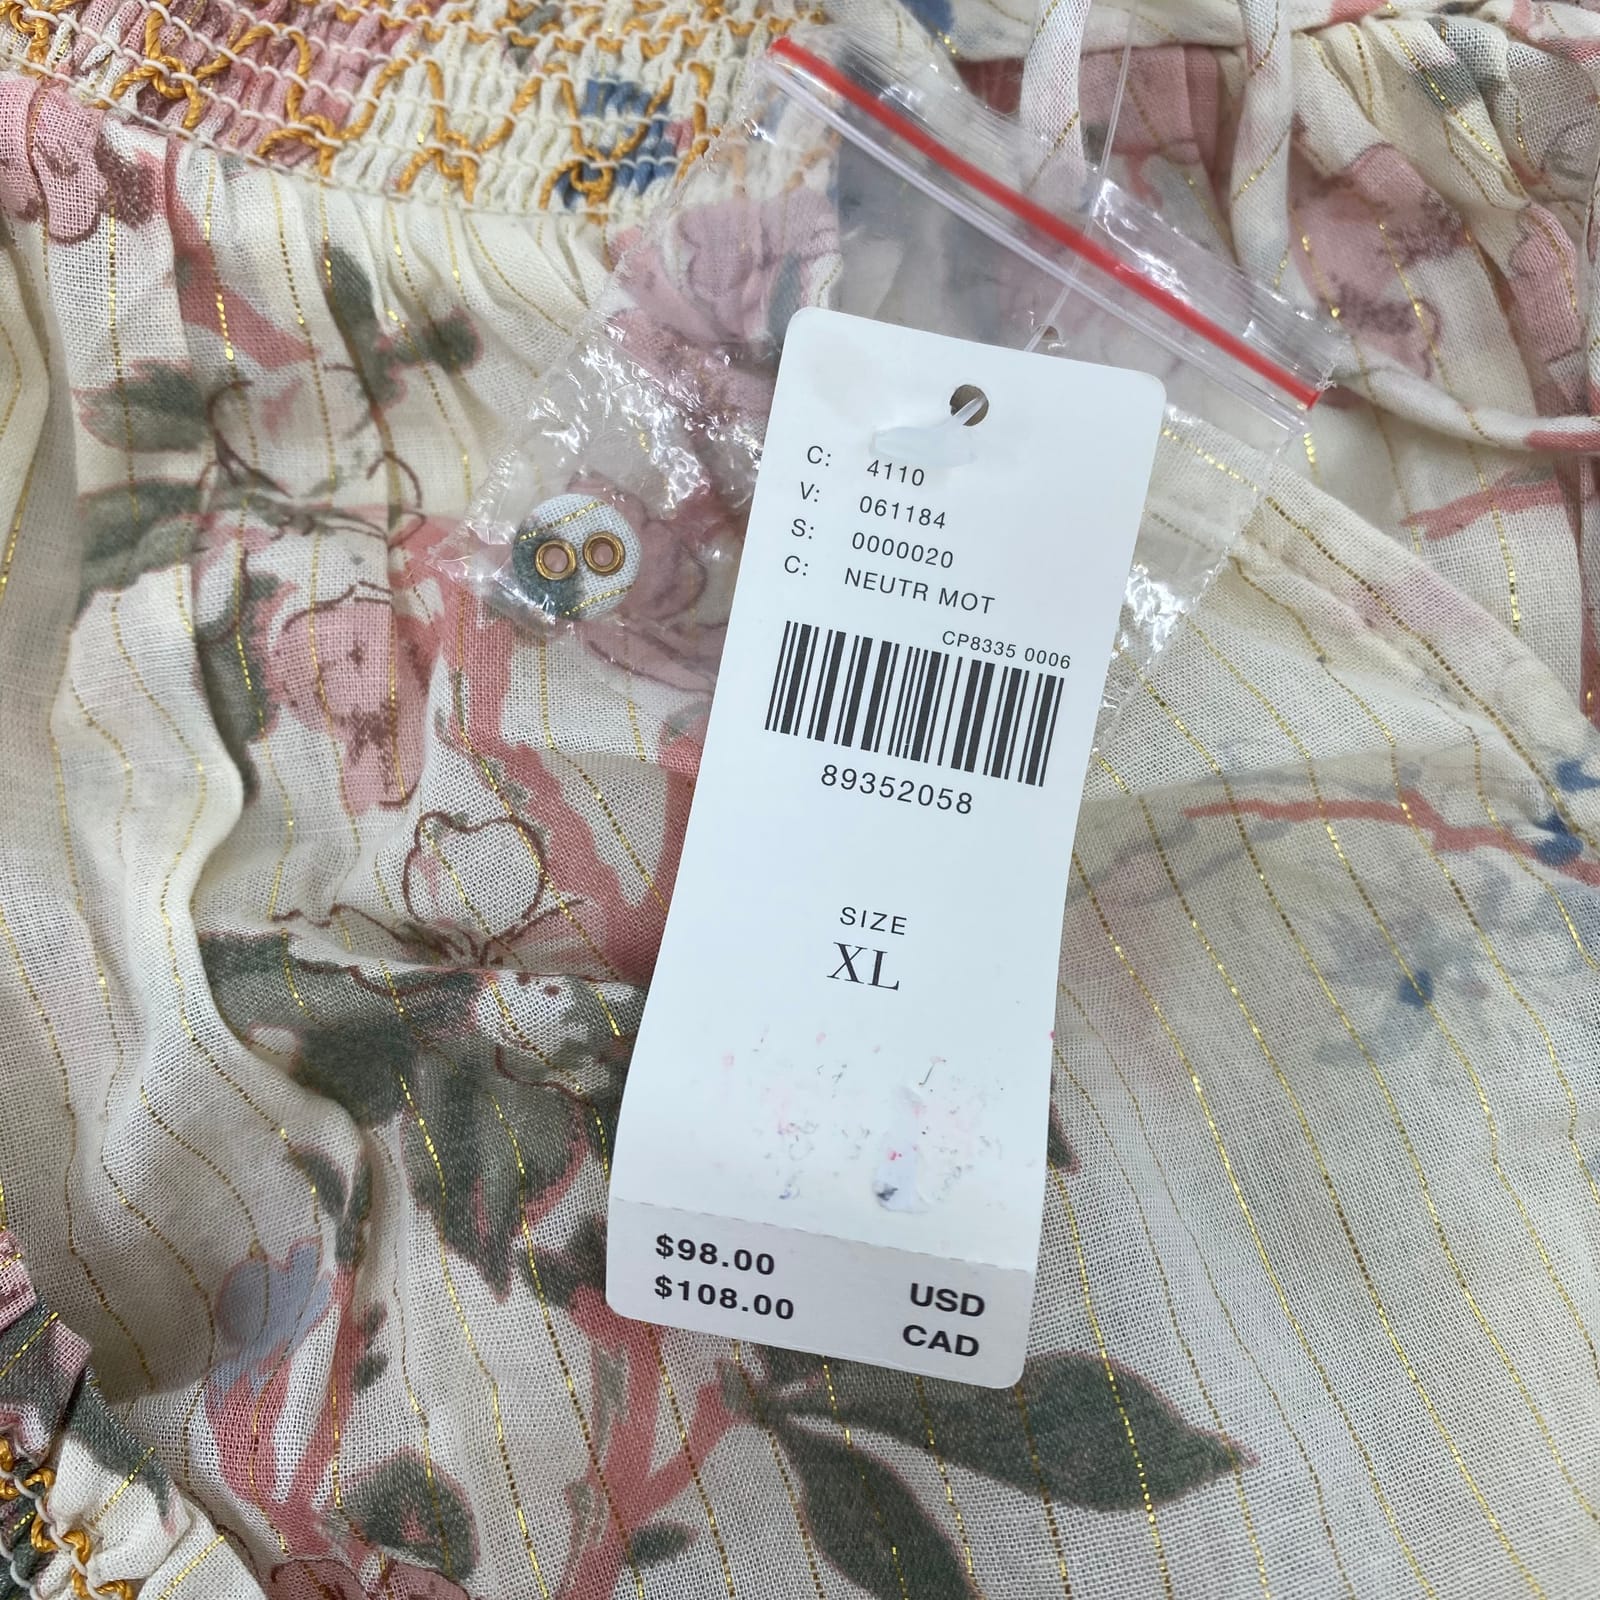 C: 4110
V: 061184
S: 0000020
C: NEUTR MOT
CP8335 0006
89352058
SIZE
XL
$98.00 USD
$108.00 CAD